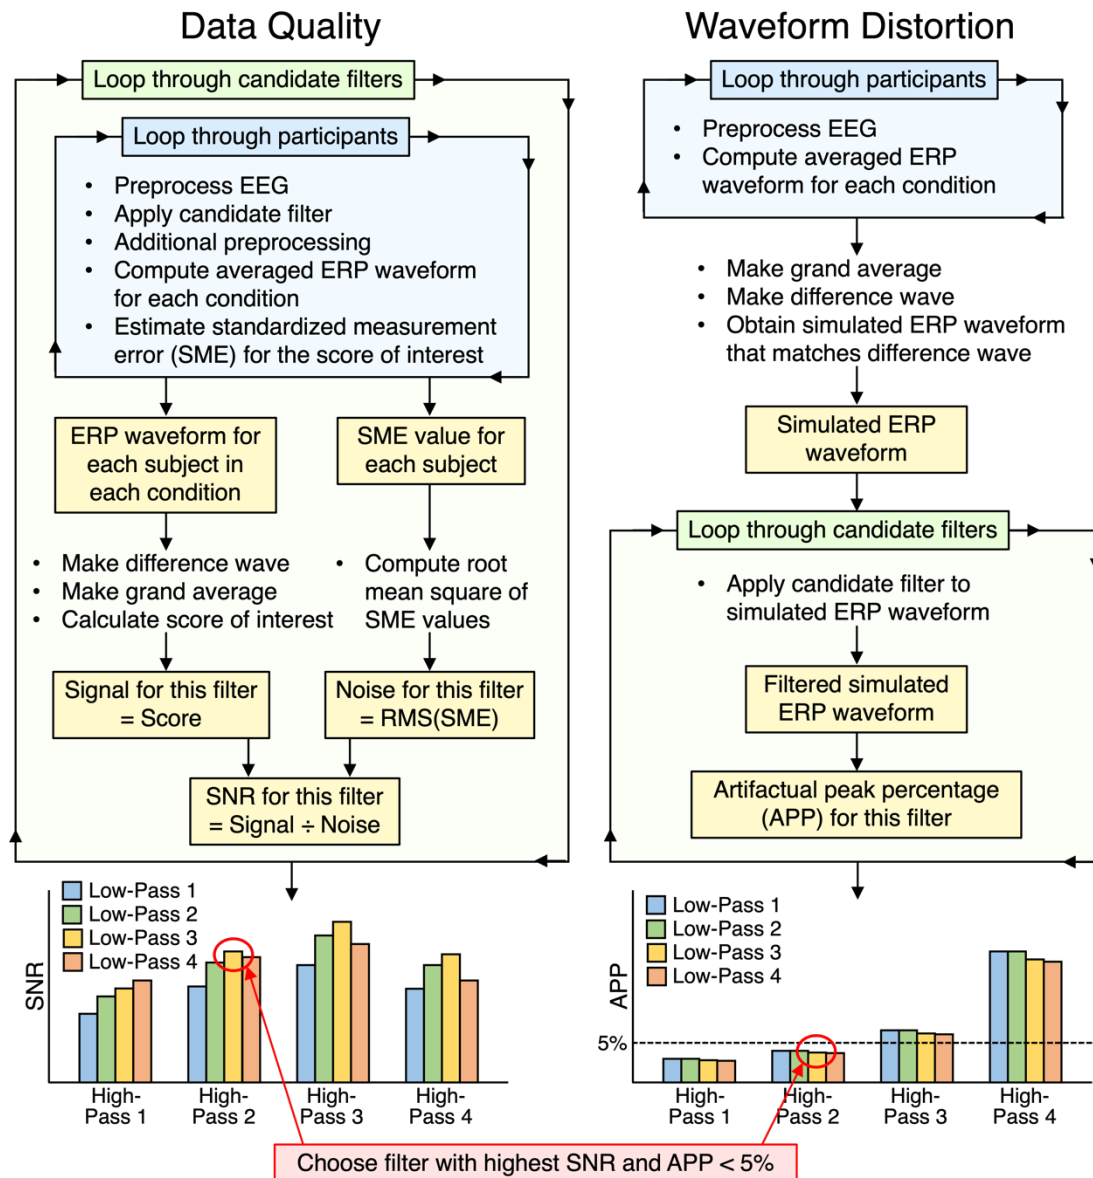 Data Quality
Loop through candidate filters
Loop through participants
• Preprocess EEG
• Apply candidate filter
• Additional preprocessing
• Compute averaged ERP waveform
for each condition
• Estimate standardized measurement
error (SME) for the score of interest
ERP waveform for
each subject in
each condition
SME value for
each subject
• Make difference wave
• Make grand average
• Calculate score of interest
• Compute root
mean square of
SME values
Signal for this filter
= Score
Noise for this filter
= RMS(SME)
SNR for this filter
= Signal ÷ Noise
SNR
Low-Pass 1
Low-Pass 2
Low-Pass 3
Low-Pass 4
High-
Pass 1
High-
Pass 2
High-
Pass 3
High-
Pass 4
Waveform Distortion
Loop through participants
• Preprocess EEG
• Compute averaged ERP
waveform for each condition
• Make grand average
• Make difference wave
• Obtain simulated ERP waveform
that matches difference wave
Simulated ERP
waveform
Loop through candidate filters
• Apply candidate filter to
simulated ERP waveform
Filtered simulated
ERP waveform
Artifactual peak percentage
(APP) for this filter
APP
Low-Pass 1
Low-Pass 2
Low-Pass 3
Low-Pass 4
5%
High-
Pass 1
High-
Pass 2
High-
Pass 3
High-
Pass 4
Choose filter with highest SNR and APP < 5%